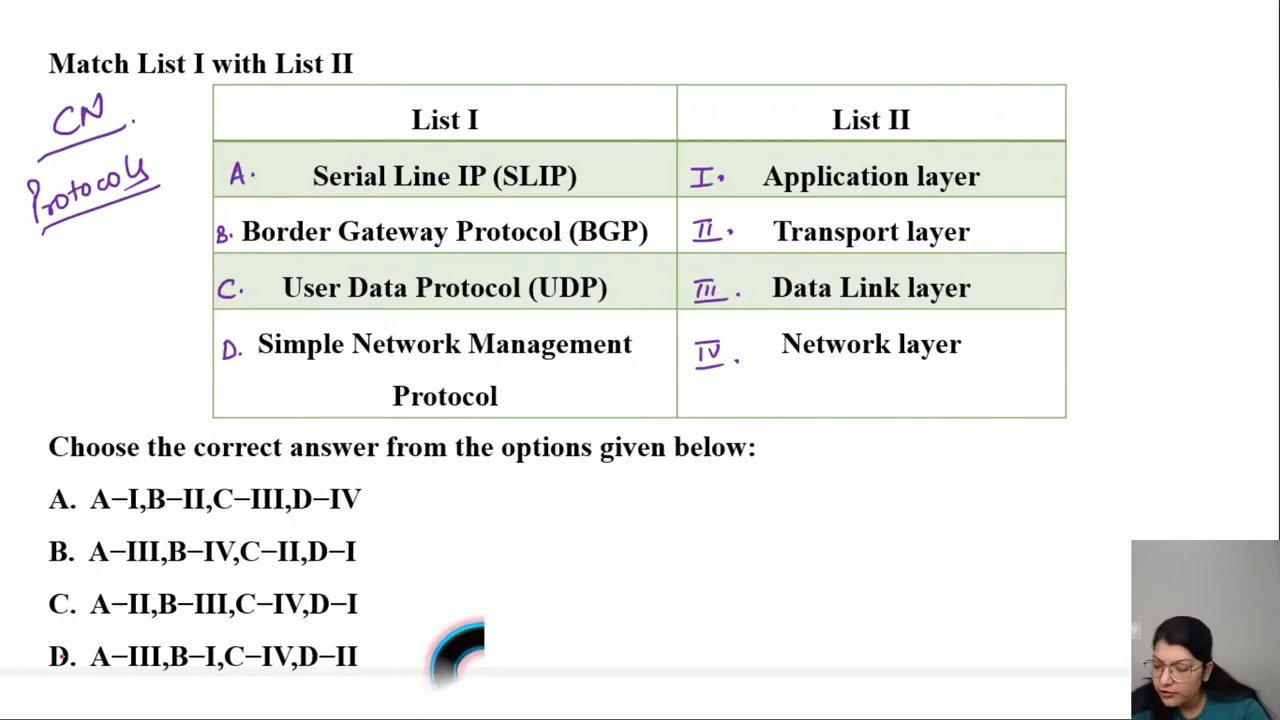 Match List I with List II
CN.
Protocols
List I
List II
A. Serial Line IP (SLIP)
I. Application layer
B. Border Gateway Protocol (BGP)
II. Transport layer
C. User Data Protocol (UDP)
III. Data Link layer
D. Simple Network Management
Protocol
IV. Network layer
Choose the correct answer from the options given below:
A. A−I,B−II,C−III,D−IV
B. A−III,B−IV,C−II,D−I
C. A−II,B−III,C−IV,D−I
D. A−III,B−I,C−IV,D−II